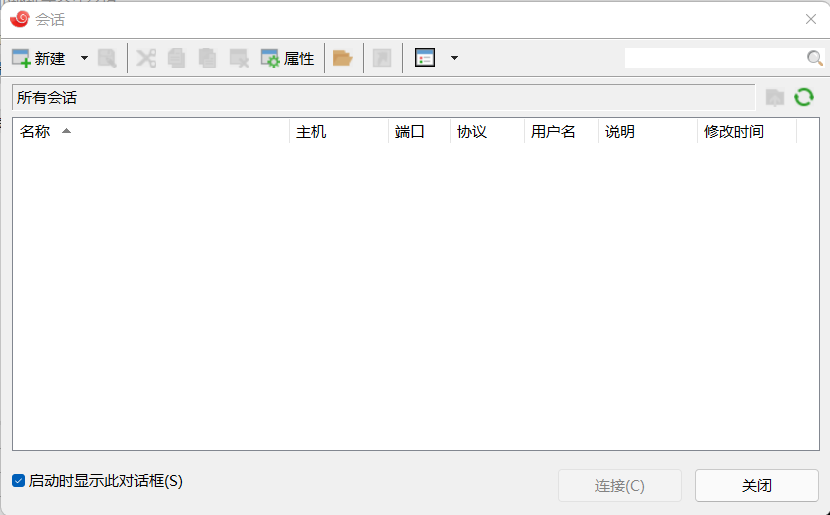 会话
新建
属性
所有会话
名称 主机 端口 协议 用户名 说明 修改时间
启动时显示此对话框(S)
连接(C) 关闭